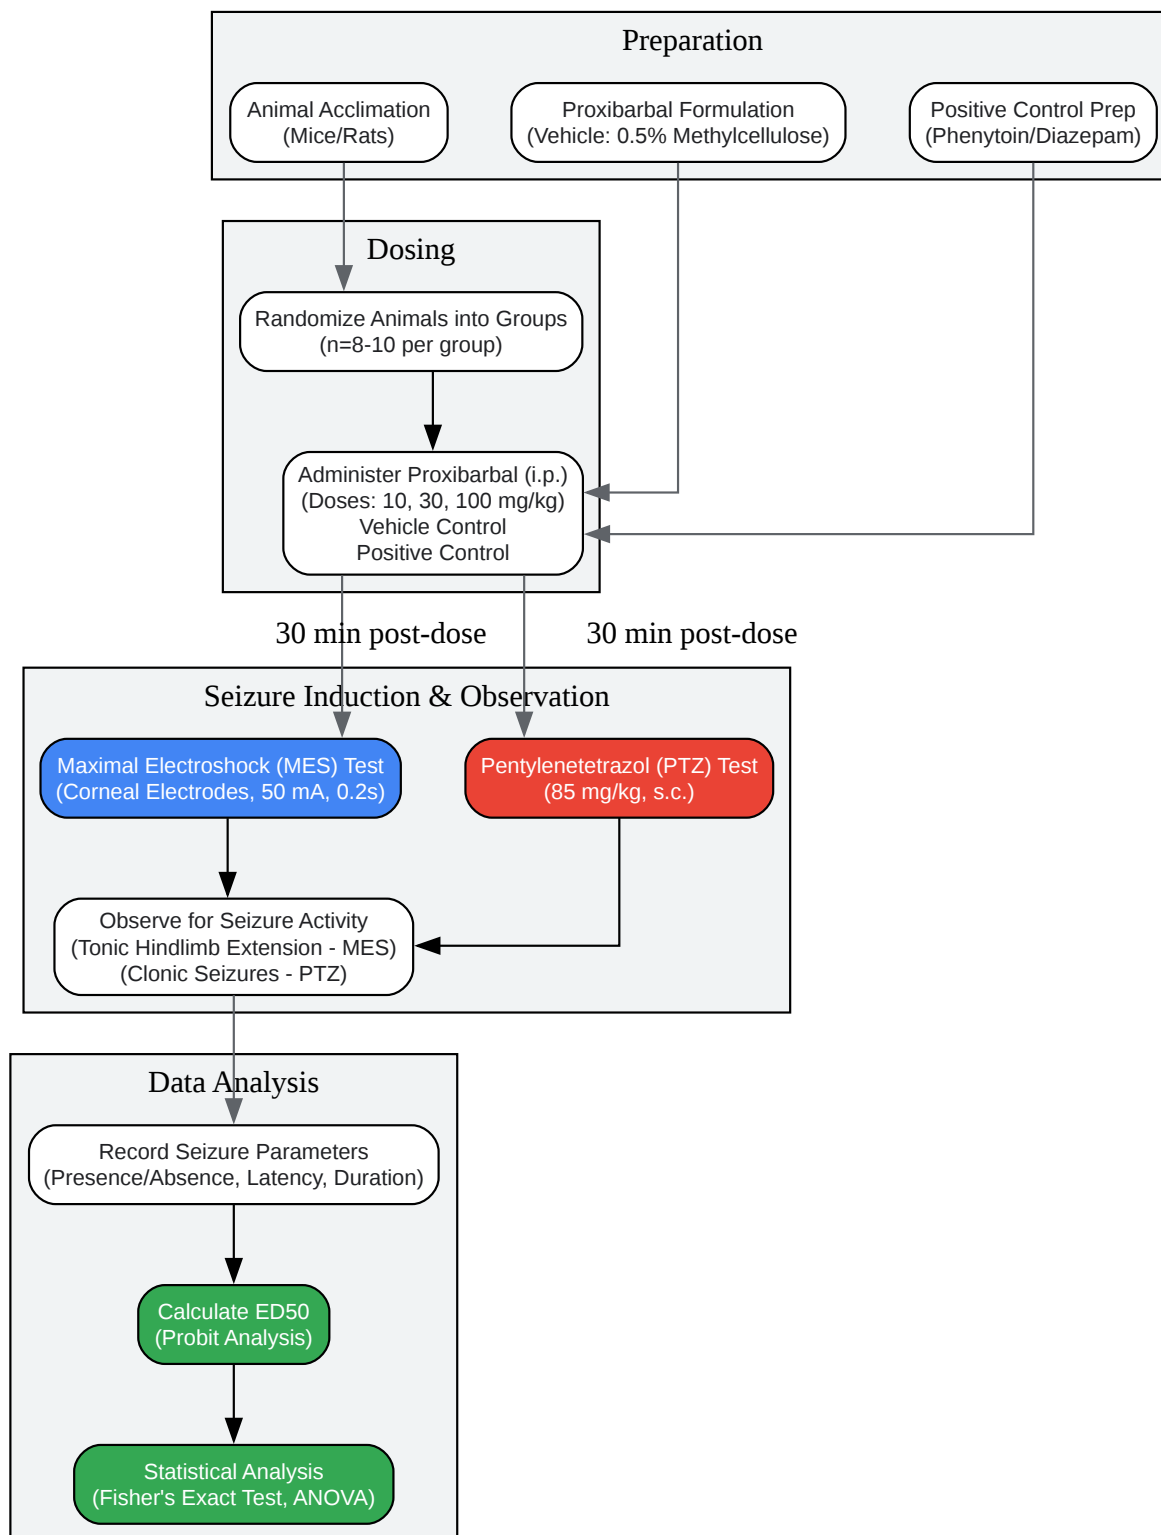 Preparation
Animal Acclimation
(Mice/Rats)
Proxibarbal Formulation
(Vehicle: 0.5% Methylcellulose)
Positive Control Prep
(Phenytoin/Diazepam)
Dosing
Randomize Animals into Groups
(n=8-10 per group)
Administer Proxibarbal (i.p.)
(Doses: 10, 30, 100 mg/kg)
Vehicle Control
Positive Control
30 min post-dose
30 min post-dose
Seizure Induction & Observation
Maximal Electroshock (MES) Test
(Corneal Electrodes, 50 mA, 0.2s)
Pentylenetetrazol (PTZ) Test
(85 mg/kg, s.c.)
Observe for Seizure Activity
(Tonic Hindlimb Extension - MES)
(Clonic Seizures - PTZ)
Data Analysis
Record Seizure Parameters
(Presence/Absence, Latency, Duration)
Calculate ED50
(Probit Analysis)
Statistical Analysis
(Fisher's Exact Test, ANOVA)